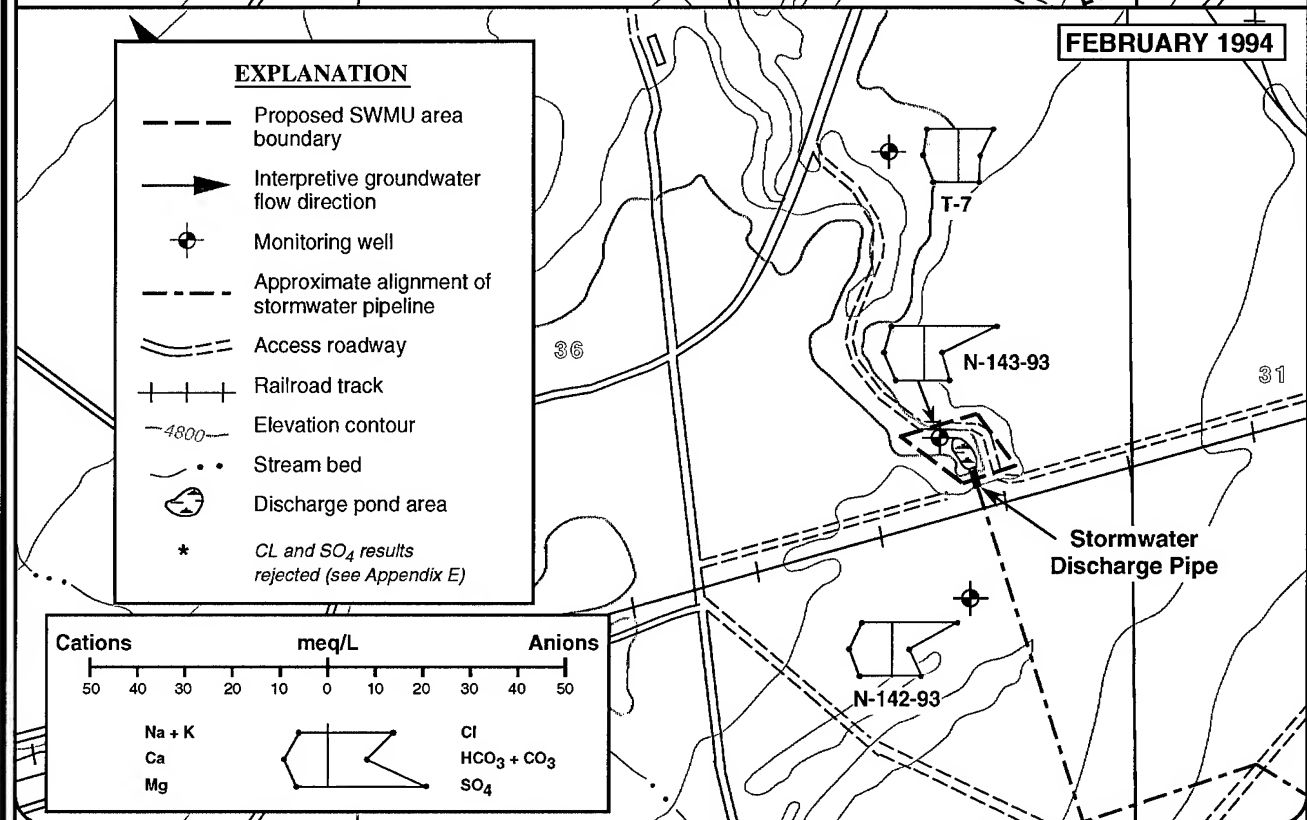 FEBRUARY 1994
EXPLANATION
Proposed SWMU area
boundary
Interpretive groundwater
flow direction
Monitoring well
Approximate alignment of
stormwater pipeline
Access roadway
Railroad track
4800
Elevation contour
Stream bed
Discharge pond area
* CL and SO4 results
rejected (see Appendix E)
T-7
36
N-143-93
31
Stormwater
Discharge Pipe
N-142-93
Cations meq/L Anions
50 40 30 20 10 0 10 20 30 40 50
Na + K Cl
Ca HCO3 + CO3
Mg SO4